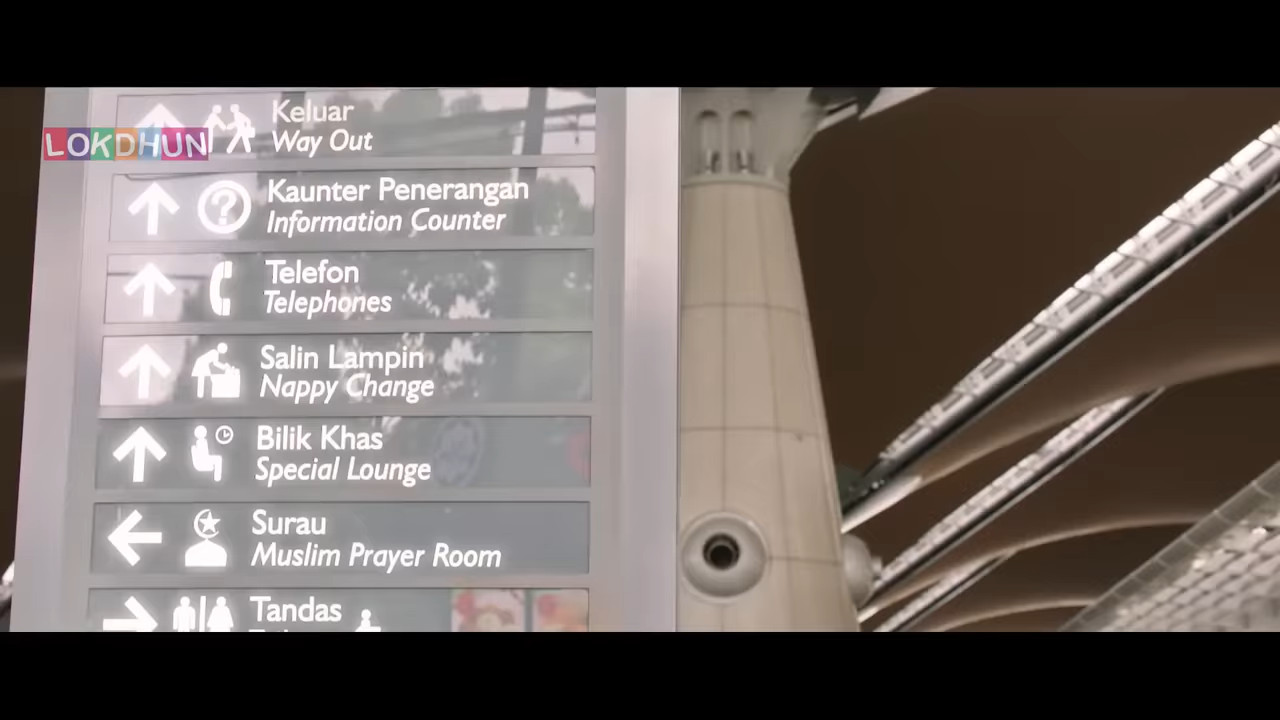 Keluar
Way Out
LOKDHUN
Kaunter Penerangan
Information Counter
Telefon
Telephones
Salin Lampin
Nappy Change
Bilik Khas
Special Lounge
Surau
Muslim Prayer Room
Tandas